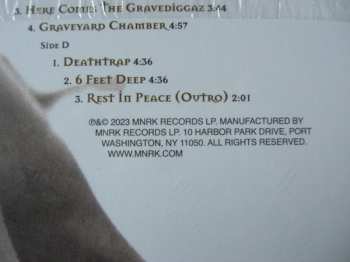 3. Here Comes The Gravediggaz 3:44
4. Graveyard Chamber 4:57
Side D
1. Deathtrap 4:36
2. 6 Feet Deep 4:36
3. Rest In Peace (Outro) 2:01
℗&© 2023 MNRK RECORDS LP. MANUFACTURED BY
MNRK RECORDS LP. 10 HARBOR PARK DRIVE, PORT
WASHINGTON, NY 11050. ALL RIGHTS RESERVED.
WWW.MNRK.COM